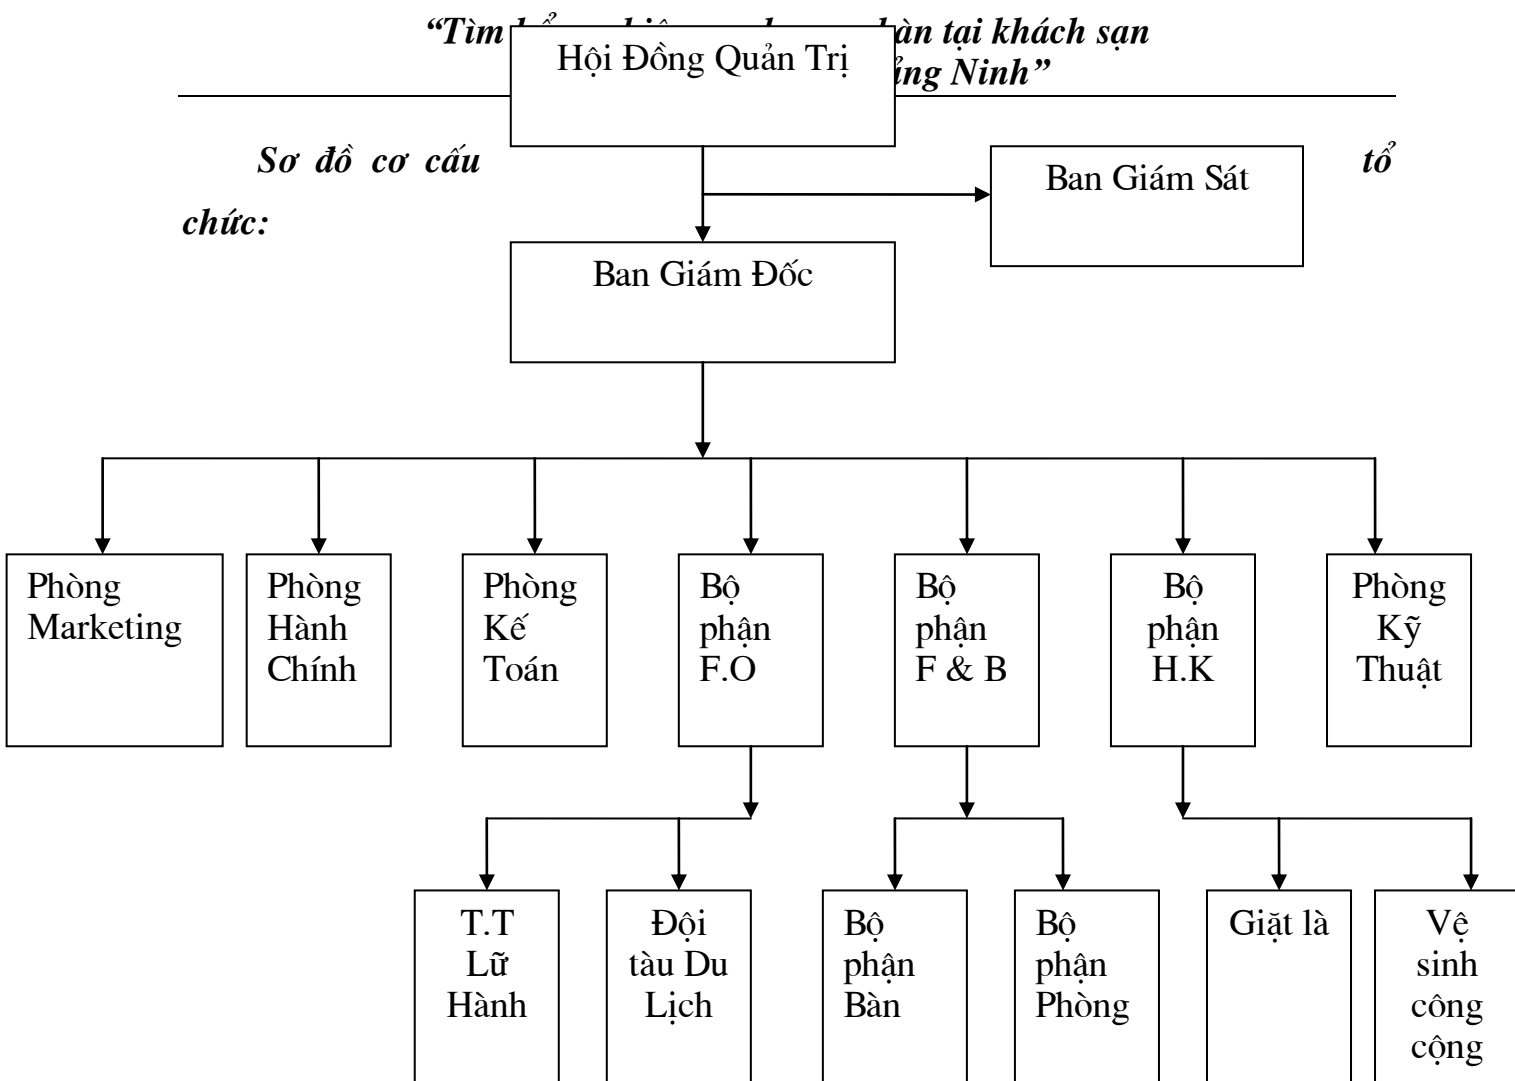 “Tìm bàn tại khách sạn
Ninh”
Hội Đồng Quản Trị
Sơ đồ cơ cấu tổ
chức:
Ban Giám Sát
Ban Giám Đốc
Phòng
Marketing
Phòng
Hành
Chính
Phòng
Kế
Toán
Bộ
phận
F.O
Bộ
phận
F & B
Bộ
phận
H.K
Phòng
Kỹ
Thuật
T.T
Lữ
Hành
Đội
tàu Du
Lịch
Bộ
phận
Bàn
Bộ
phận
Phòng
Giặt là
Vệ
sinh
công
cộng